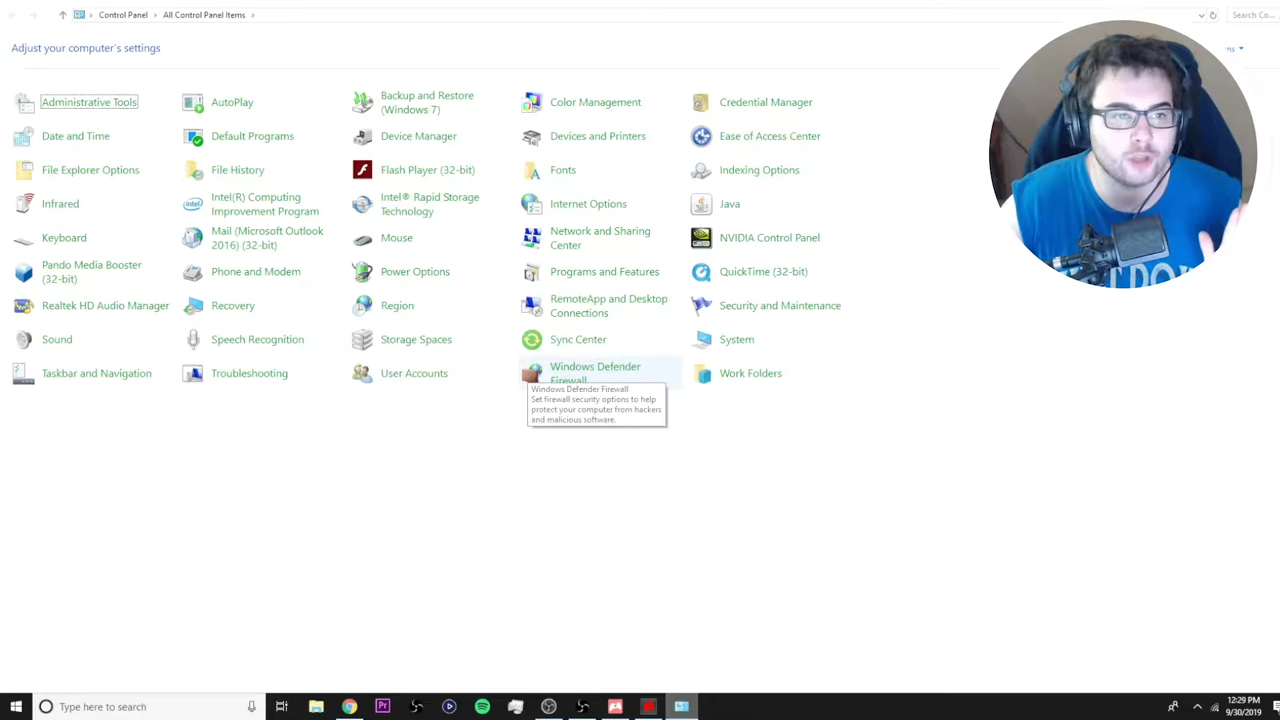 Control Panel > All Control Panel Items >
Search Co...
Adjust your computer's settings
Administrative Tools
AutoPlay
Backup and Restore
(Windows 7)
Color Management
Credential Manager
Date and Time
Default Programs
Device Manager
Devices and Printers
Ease of Access Center
File Explorer Options
File History
Flash Player (32-bit)
Fonts
Indexing Options
Infrared
Intel(R) Computing
Improvement Program
Intel® Rapid Storage
Technology
Internet Options
Java
Keyboard
Mail (Microsoft Outlook
2016) (32-bit)
Mouse
Network and Sharing
Center
NVIDIA Control Panel
Pando Media Booster
(32-bit)
Phone and Modem
Power Options
Programs and Features
QuickTime (32-bit)
Realtek HD Audio Manager
Recovery
Region
RemoteApp and Desktop
Connections
Security and Maintenance
Sound
Speech Recognition
Storage Spaces
Sync Center
System
Taskbar and Navigation
Troubleshooting
User Accounts
Windows Defender
Firewall
Work Folders
Windows Defender Firewall
Set firewall security options to help
protect your computer from hackers
and malicious software.
Type here to search
Pr
12:29 PM
9/30/2019